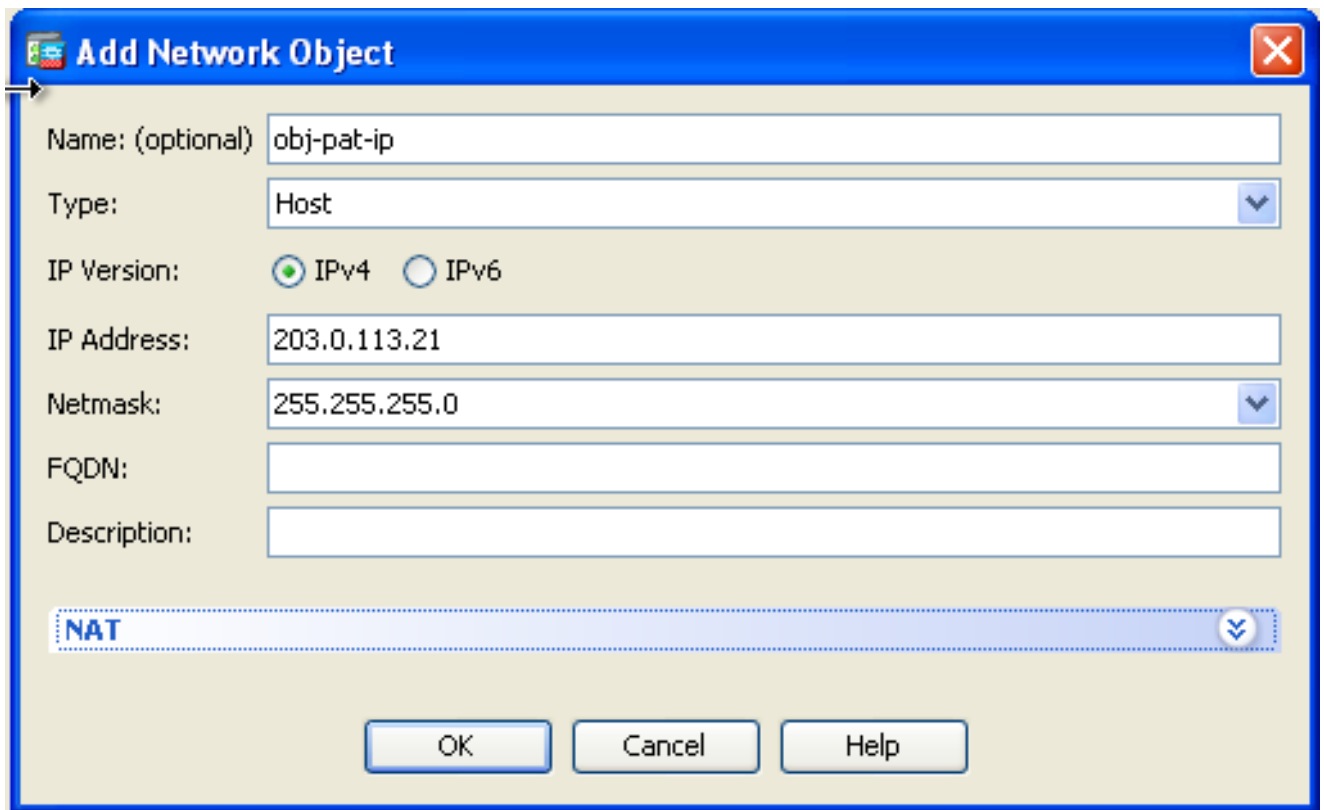 Add Network Object
Name: (optional) obj-pat-ip
Type: Host
IP Version: IPv4 IPv6
IP Address: 203.0.113.21
Netmask: 255.255.255.0
FQDN:
Description:
NAT
OK Cancel Help